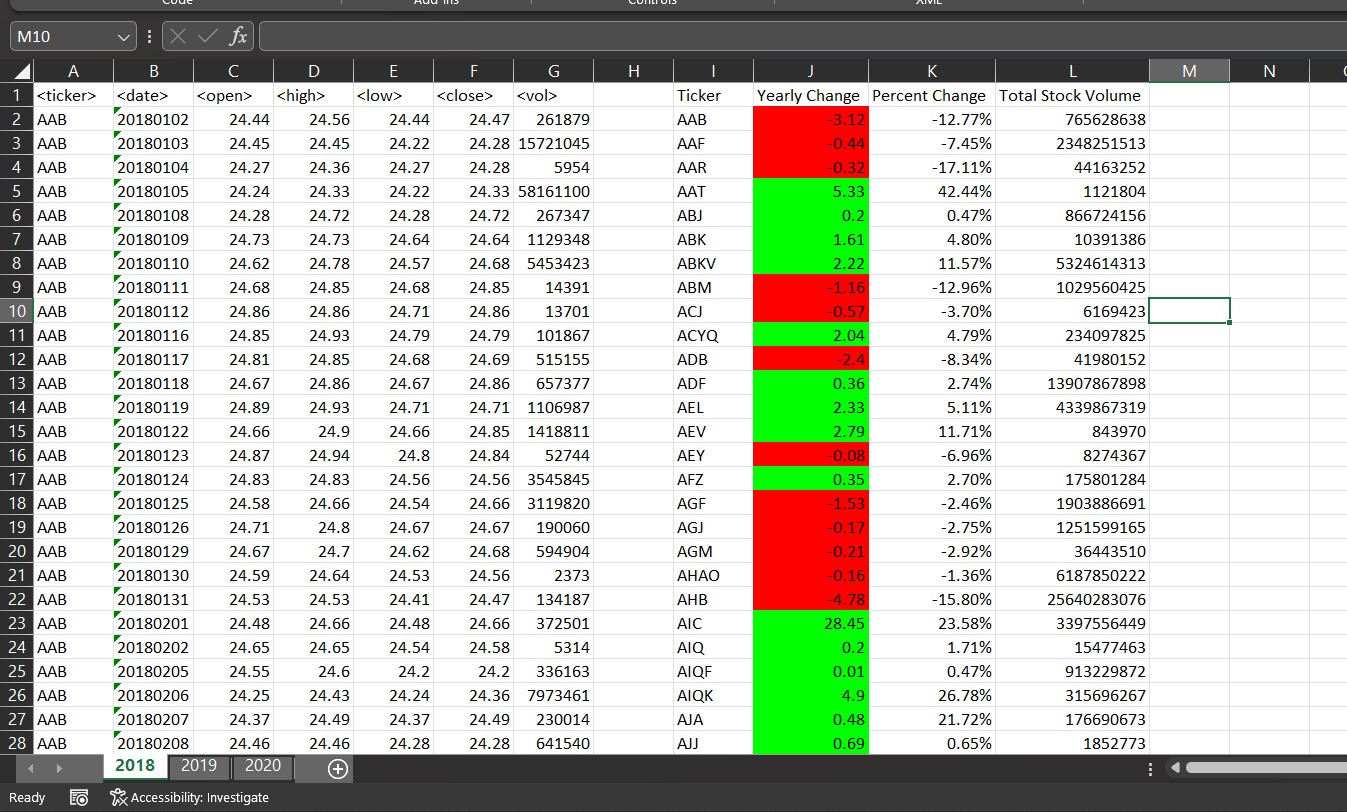 Code Add-ins Controls XML
M10 fx
A B C D E F G H I J K L M N
1 <ticker> <date> <open> <high> <low> <close> <vol> Ticker Yearly Change Percent Change Total Stock Volume
2 AAB 20180102 24.44 24.56 24.44 24.47 261879 AAB -3.12 -12.77% 765628638
3 AAB 20180103 24.45 24.45 24.22 24.28 15721045 AAF -0.44 -7.45% 2348251513
4 AAB 20180104 24.27 24.36 24.27 24.28 5954 AAR -0.32 -17.11% 44163252
5 AAB 20180105 24.24 24.33 24.22 24.33 58161100 AAT 5.33 42.44% 1121804
6 AAB 20180108 24.28 24.72 24.28 24.72 267347 ABJ 0.2 0.47% 866724156
7 AAB 20180109 24.73 24.73 24.64 24.64 1129348 ABK 1.61 4.80% 10391386
8 AAB 20180110 24.62 24.78 24.57 24.68 5453423 ABKV 2.22 11.57% 5324614313
9 AAB 20180111 24.68 24.85 24.68 24.85 14391 ABM -1.16 -12.96% 1029560425
10 AAB 20180112 24.86 24.86 24.71 24.86 13701 ACJ -0.57 -3.70% 6169423
11 AAB 20180116 24.85 24.93 24.79 24.79 101867 ACYQ 2.04 4.79% 234097825
12 AAB 20180117 24.81 24.85 24.68 24.69 515155 ADB -2.4 -8.34% 41980152
13 AAB 20180118 24.67 24.86 24.67 24.86 657377 ADF 0.36 2.74% 13907867898
14 AAB 20180119 24.89 24.93 24.71 24.71 1106987 AEL 2.33 5.11% 4339867319
15 AAB 20180122 24.66 24.9 24.66 24.85 1418811 AEV 2.79 11.71% 843970
16 AAB 20180123 24.87 24.94 24.8 24.84 52744 AEY -0.08 -6.96% 8274367
17 AAB 20180124 24.83 24.83 24.56 24.56 3545845 AFZ 0.35 2.70% 175801284
18 AAB 20180125 24.58 24.66 24.54 24.66 3119820 AGF -1.53 -2.46% 1903886691
19 AAB 20180126 24.71 24.8 24.67 24.67 190060 AGJ -0.17 -2.75% 1251599165
20 AAB 20180129 24.67 24.7 24.62 24.68 594904 AGM -0.21 -2.92% 36443510
21 AAB 20180130 24.59 24.64 24.53 24.56 2373 AHAO -0.16 -1.36% 6187850222
22 AAB 20180131 24.53 24.53 24.41 24.47 134187 AHB -4.78 -15.80% 25640283076
23 AAB 20180201 24.48 24.66 24.48 24.66 372501 AIC 28.45 23.58% 3397556449
24 AAB 20180202 24.65 24.65 24.54 24.58 5314 AIQ 0.2 1.71% 15477463
25 AAB 20180205 24.55 24.6 24.2 24.2 336163 AIQF 0.01 0.47% 913229872
26 AAB 20180206 24.25 24.43 24.24 24.36 7973461 AIQK 4.9 26.78% 315696267
27 AAB 20180207 24.37 24.49 24.37 24.49 230014 AJA 0.48 21.72% 176690673
28 AAB 20180208 24.46 24.46 24.28 24.28 641540 AJJ 0.69 0.65% 1852773
2018 2019 2020
Ready Accessibility: Investigate